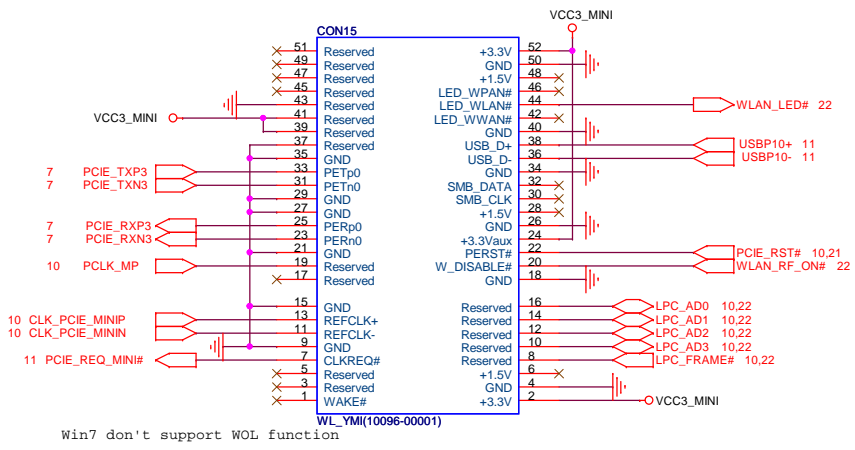 VCC3_MINI
CON15
51 Reserved +3.3V 52
49 Reserved GND 50
47 Reserved +1.5V 48
45 Reserved LED_WPAN# 46
43 Reserved LED_WLAN# 44 WLAN_LED# 22
VCC3_MINI 41 Reserved LED_WWAN# 42
39 Reserved GND 40
37 Reserved USB_D+ 38 USBP10+ 11
35 GND USB_D- 36 USBP10- 11
7 PCIE_TXP3 33 PETp0 GND 34
7 PCIE_TXN3 31 PETn0 SMB_DATA 32
29 GND SMB_CLK 30
27 GND +1.5V 28
7 PCIE_RXP3 25 PERp0 GND 26
7 PCIE_RXN3 23 PERn0 +3.3Vaux 24
21 GND PERST# 22 PCIE_RST# 10,21
10 PCLK_MP 19 Reserved W_DISABLE# 20 WLAN_RF_ON# 22
17 Reserved GND 18
15 GND Reserved 16 LPC_AD0 10,22
10 CLK_PCIE_MINIP 13 REFCLK+ Reserved 14 LPC_AD1 10,22
10 CLK_PCIE_MININ 11 REFCLK- Reserved 12 LPC_AD2 10,22
9 GND Reserved 10 LPC_AD3 10,22
11 PCIE_REQ_MINI# 7 CLKREQ# Reserved 8 LPC_FRAME# 10,22
5 Reserved +1.5V 6
3 Reserved GND 4
1 WAKE# +3.3V 2 VCC3_MINI
WL_YMI(10096-00001)
Win7 don't support WOL function